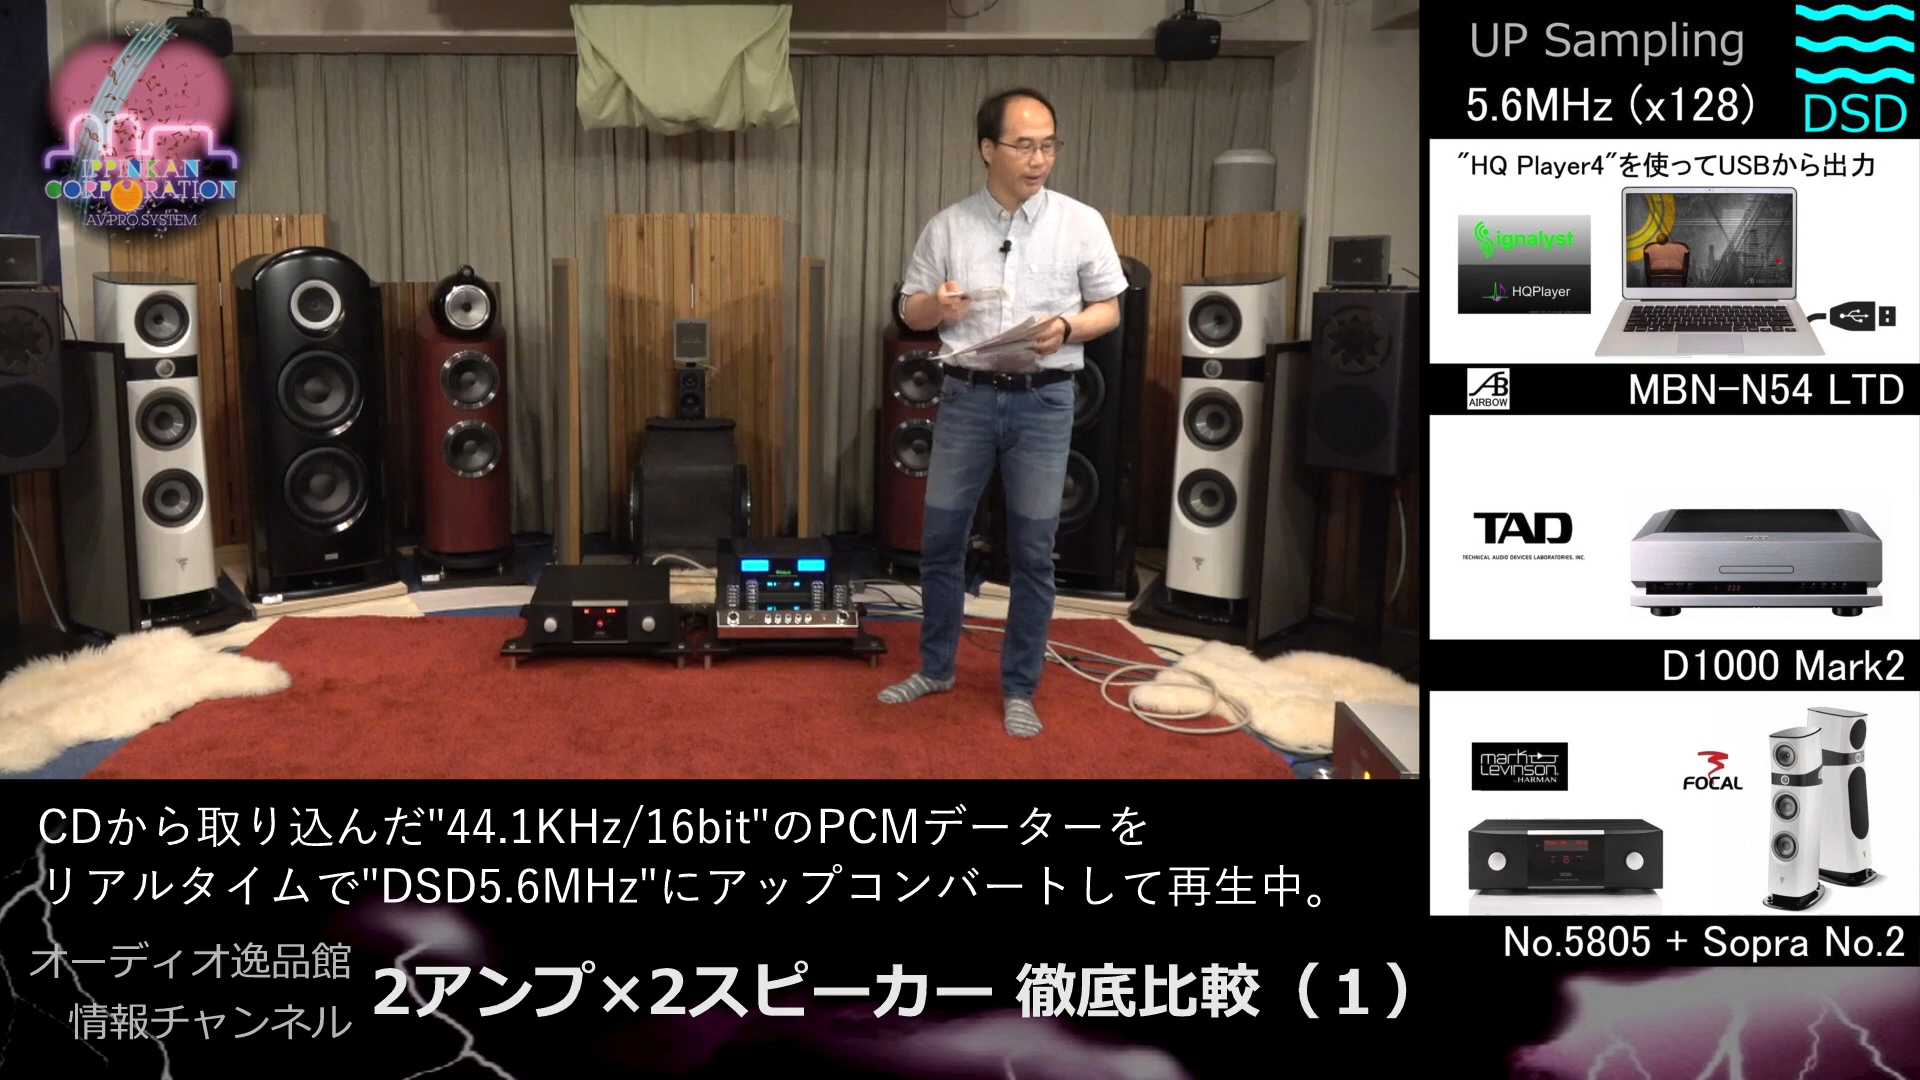 IPPINKAN
CORPORATION
AV PRO SYSTEM
UP Sampling
5.6MHz (x128)
DSD
"HQ Player4"を使ってUSBから出力
Signalyst
HQPlayer
AIRBOW
MBN-N54 LTD
TAD
TECHNICAL AUDIO DEVICES LABORATORIES, INC.
D1000 Mark2
mark
LEVINSON
by HARMAN
FOCAL
No.5805 + Sopra No.2
CDから取り込んだ"44.1KHz/16bit"のPCMデーターを
リアルタイムで"DSD5.6MHz"にアップコンバートして再生中。
オーディオ逸品館
情報チャンネル
2アンプ×2スピーカー 徹底比較（１）